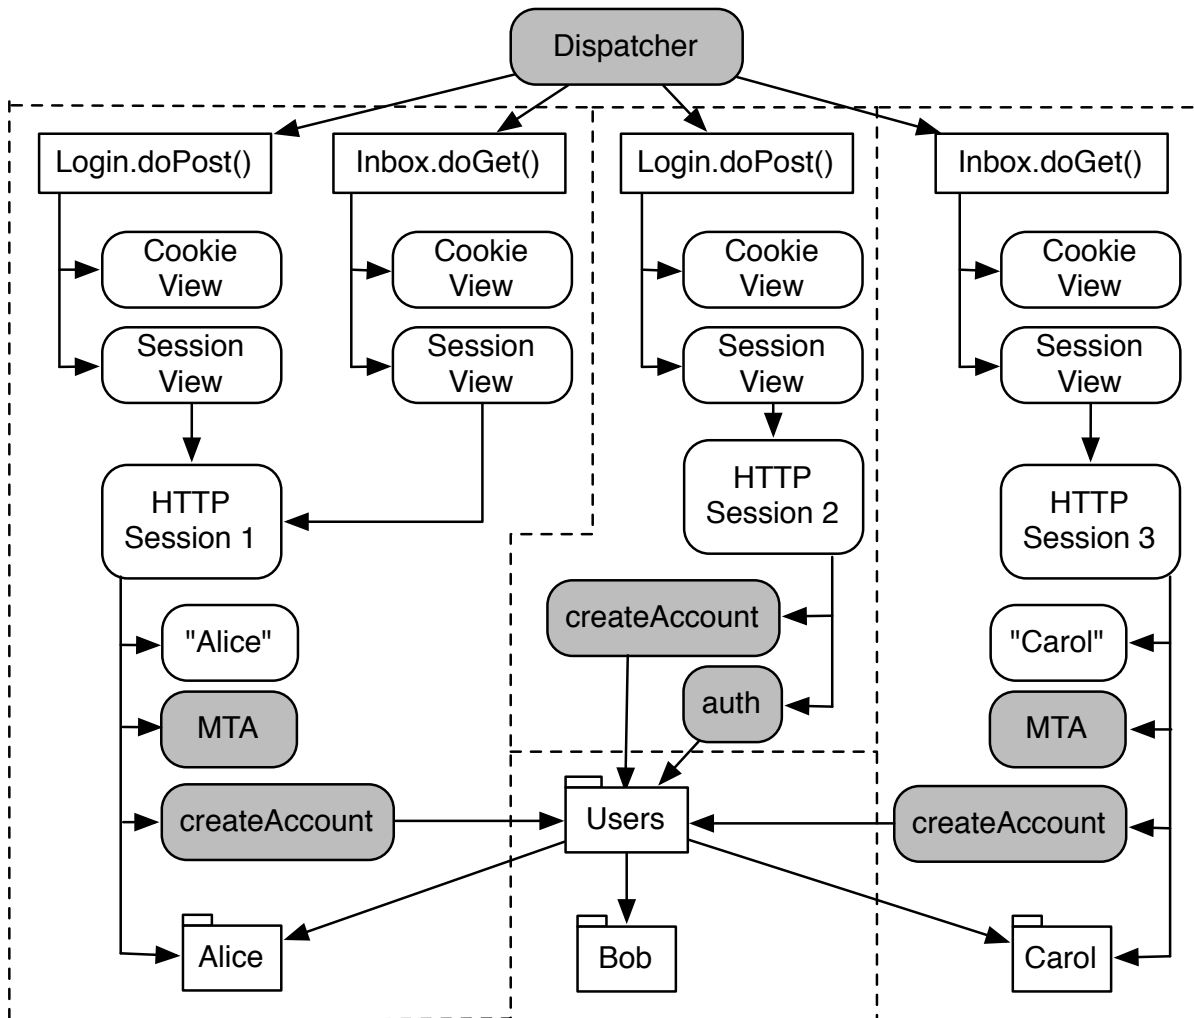 Dispatcher
Login.doPost()
Inbox.doGet()
Login.doPost()
Inbox.doGet()
Cookie
View
Cookie
View
Cookie
View
Cookie
View
Session
View
Session
View
Session
View
Session
View
HTTP
Session 1
HTTP
Session 2
HTTP
Session 3
createAccount
"Alice"
"Carol"
auth
MTA
MTA
createAccount
Users
createAccount
Alice
Bob
Carol